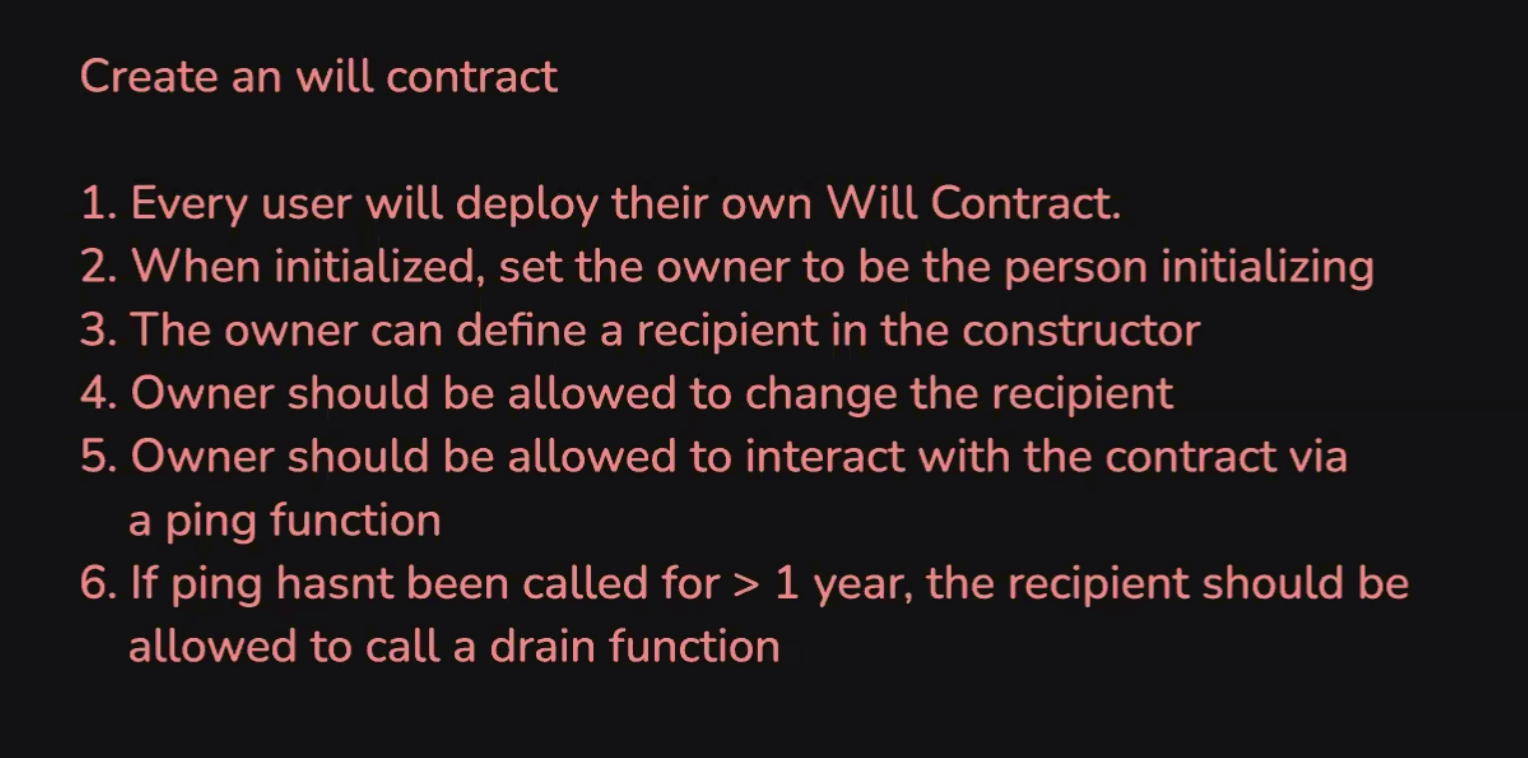 Create an will contract
1. Every user will deploy their own Will Contract.
2. When initialized, set the owner to be the person initializing
3. The owner can define a recipient in the constructor
4. Owner should be allowed to change the recipient
5. Owner should be allowed to interact with the contract via
a ping function
6. If ping hasnt been called for > 1 year, the recipient should be
allowed to call a drain function